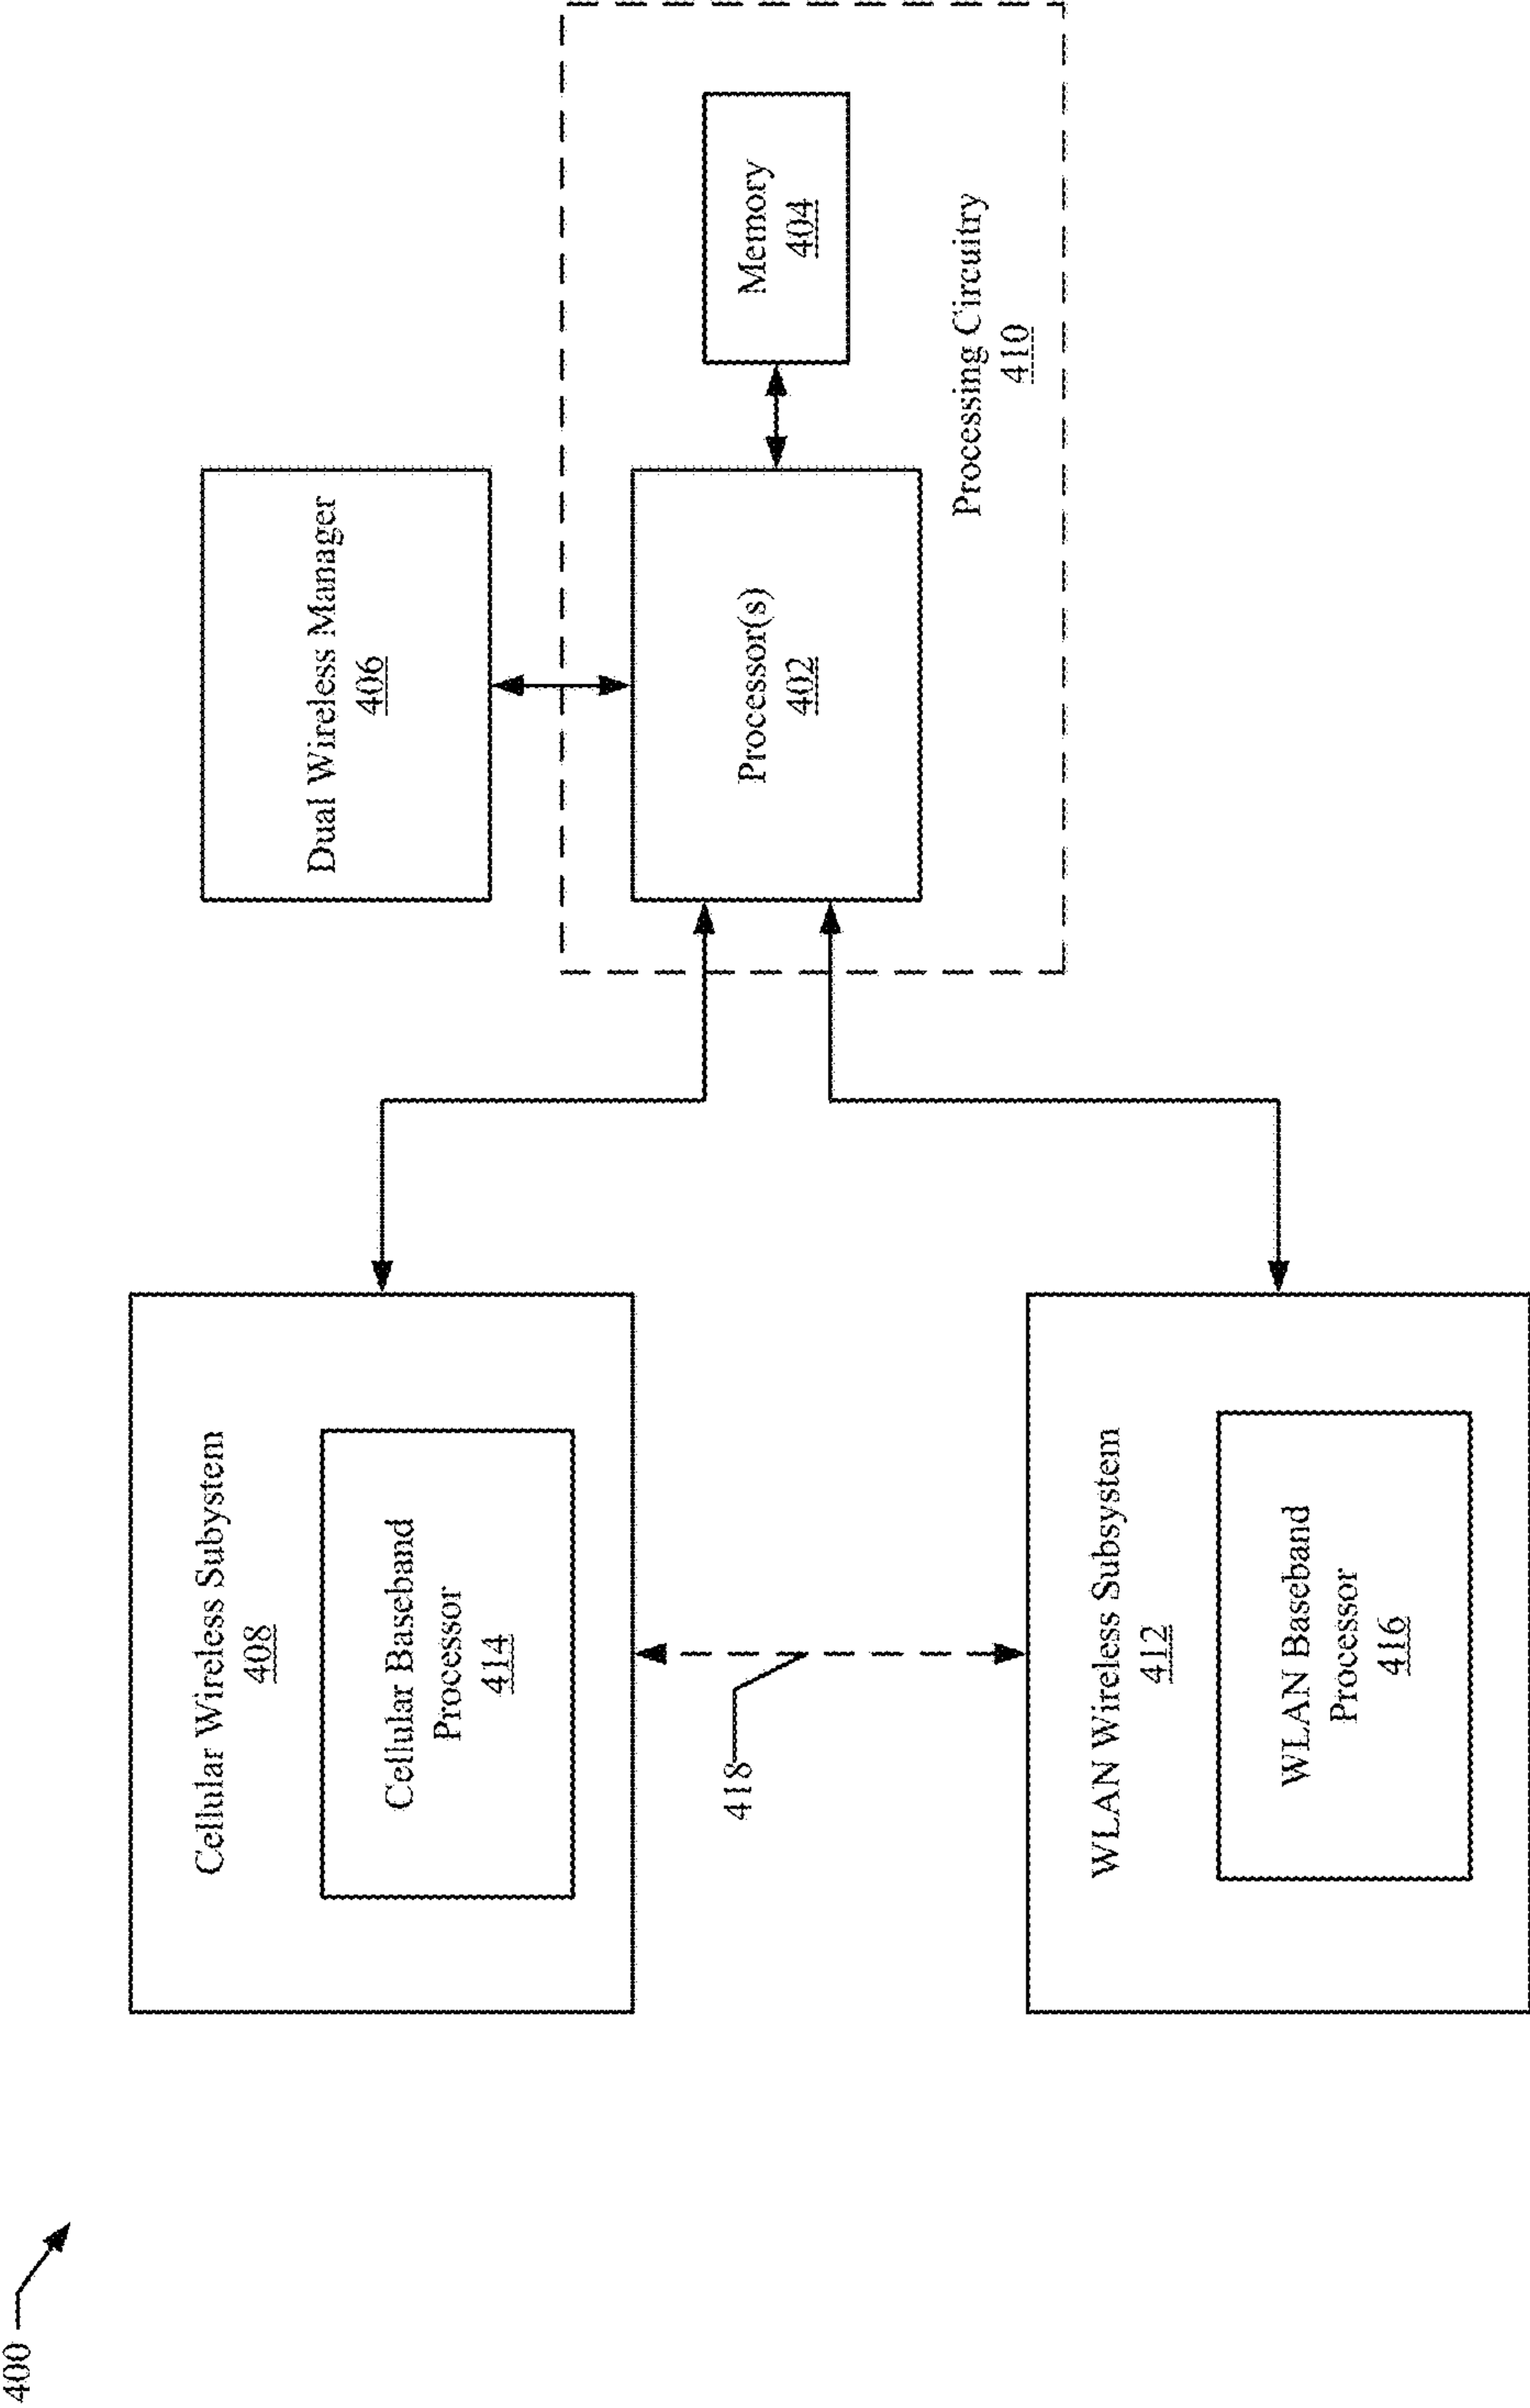 400
Cellular Wireless Subystem
408
Cellular Baseband
Processor
414
418
WLAN Wireless Subsystem
412
WLAN Baseband
Processor
416
Dual Wireless Manager
406
Processor(s)
402
Memory
404
Processing Circuitry
410